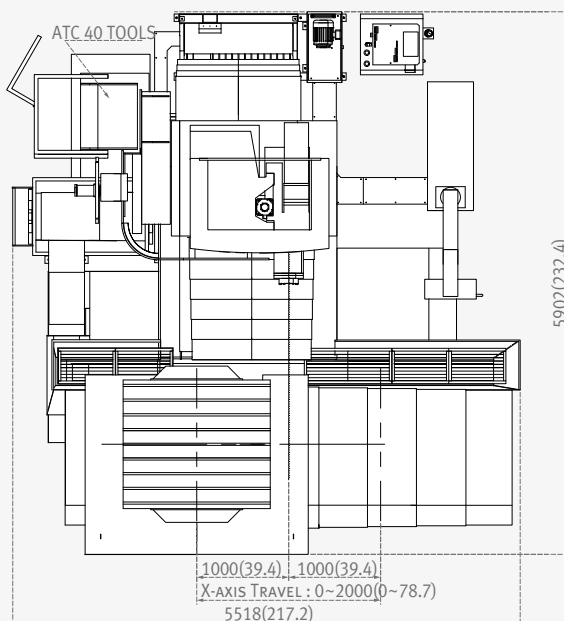 ATC 40 TOOLS
5902(232.4)
1000(39.4) 1000(39.4)
X-AXIS TRAVEL : 0~2000(0~78.7)
5518(217.2)